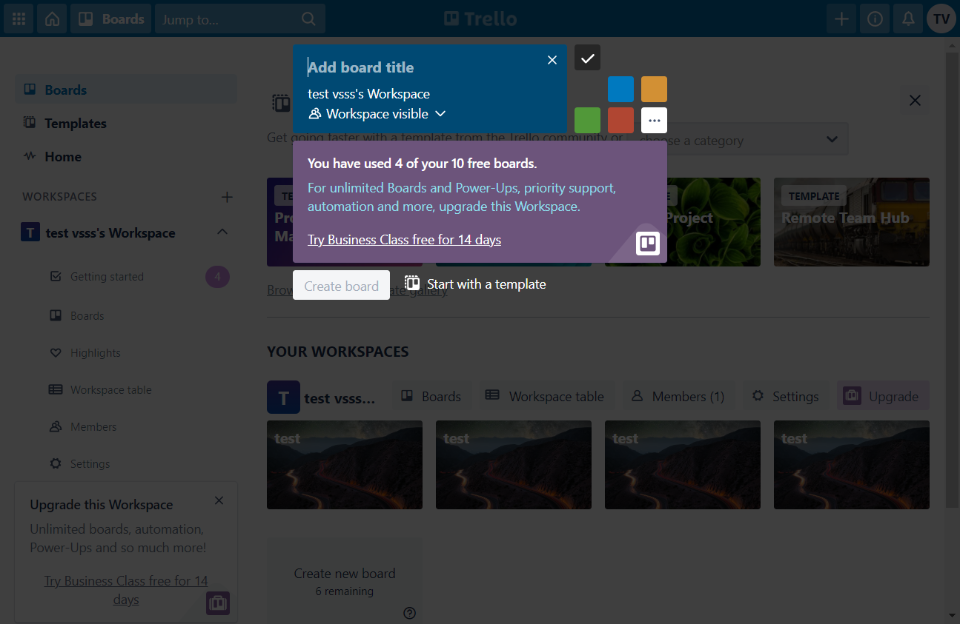 Boards
Jump to...
Trello
TV
Add board title
test vsss's Workspace
Workspace visible
Boards
Templates
Home
WORKSPACES
T test vsss's Workspace
Getting started 4
Boards
Highlights
Workspace table
Members
Settings
Upgrade this Workspace
Unlimited boards, automation,
Power-Ups and so much more!
Try Business Class free for 14
days
Get going faster with a template from the Trello community or
choose a category
You have used 4 of your 10 free boards.
For unlimited Boards and Power-Ups, priority support,
automation and more, upgrade this Workspace.
Try Business Class free for 14 days
Project
TEMPLATE
Remote Team Hub
Create board
Start with a template
YOUR WORKSPACES
T test vsss...
Boards
Workspace table
Members (1)
Settings
Upgrade
test
test
test
test
Create new board
6 remaining